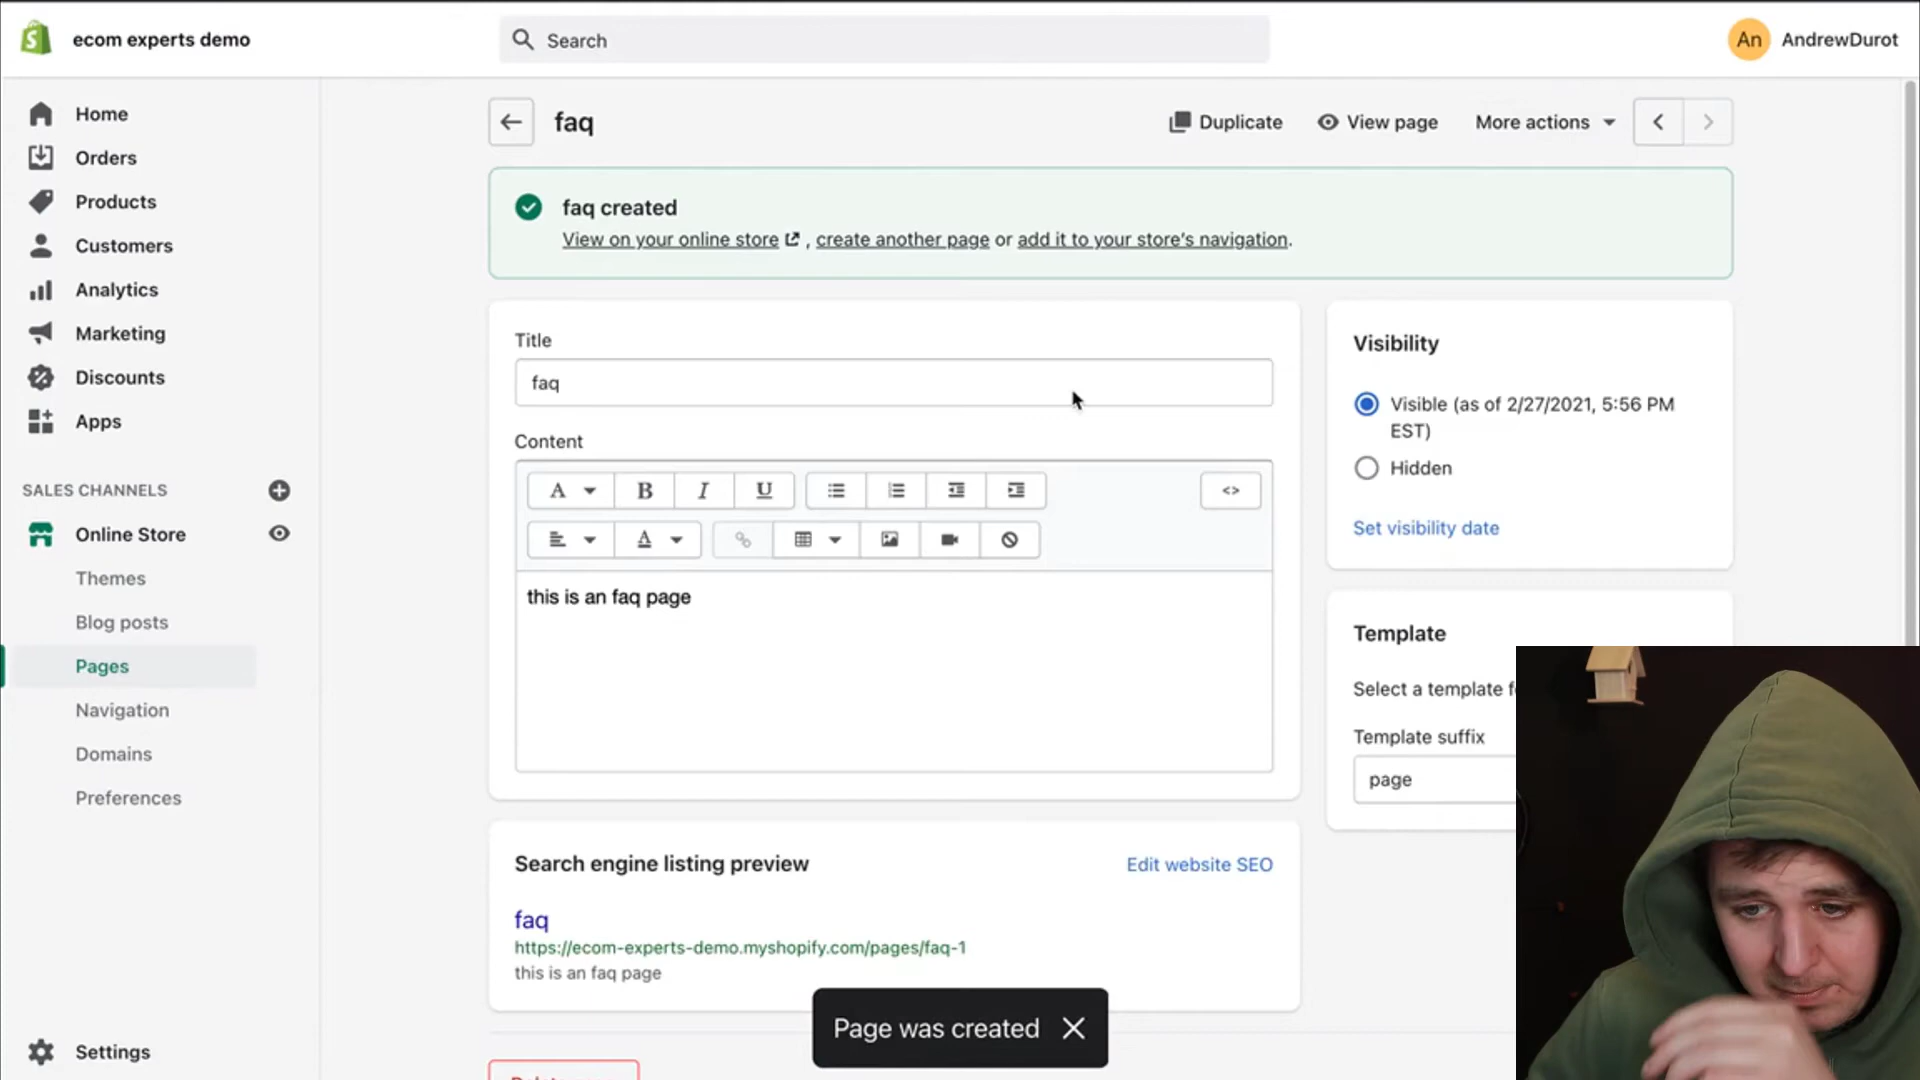 ecom experts demo
Search
An
AndrewDurot
Home
Orders
Products
Customers
Analytics
Marketing
Discounts
Apps
SALES CHANNELS
Online Store
Themes
Blog posts
Pages
Navigation
Domains
Preferences
Settings
faq
Duplicate
View page
More actions
faq created
View on your online store , create another page or add it to your store's navigation.
Title
faq
Content
A
B
I
U
<>
A
this is an faq page
Search engine listing preview
Edit website SEO
faq
https://ecom-experts-demo.myshopify.com/pages/faq-1
this is an faq page
Visibility
Visible (as of 2/27/2021, 5:56 PM
EST)
Hidden
Set visibility date
Template
Select a template
Template suffix
page
Page was created